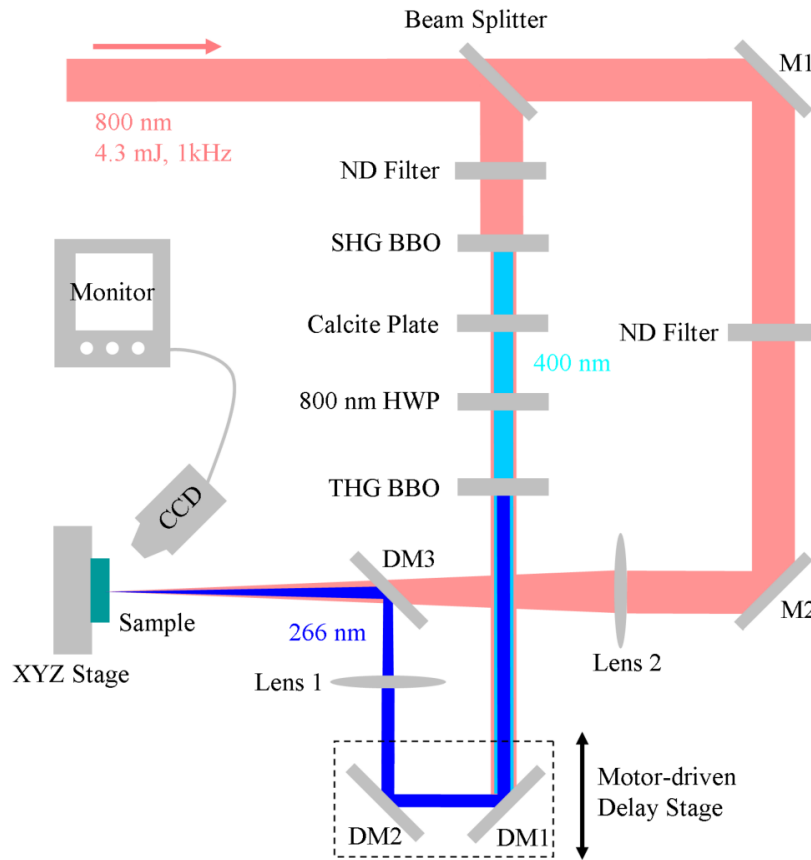 Beam Splitter
M1
800 nm
4.3 mJ, 1kHz
ND Filter
SHG BBO
Monitor
Calcite Plate
ND Filter
400 nm
800 nm HWP
THG BBO
CCD
DM3
Sample
266 nm
M2
XYZ Stage
Lens 1
Lens 2
Motor-driven
Delay Stage
DM2
DM1